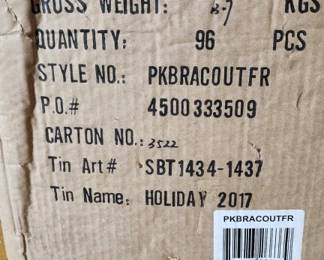 GROSS WEIGHT: KGS
QUANTITY: 96 PCS
STYLE NO.: PKBRACOUTFR
P.O.# 4500333509
CARTON NO.: 3522
Tin Art# SBT1434-1437
Tin Name: HOLIDAY 2017
PKBRACOUTFR